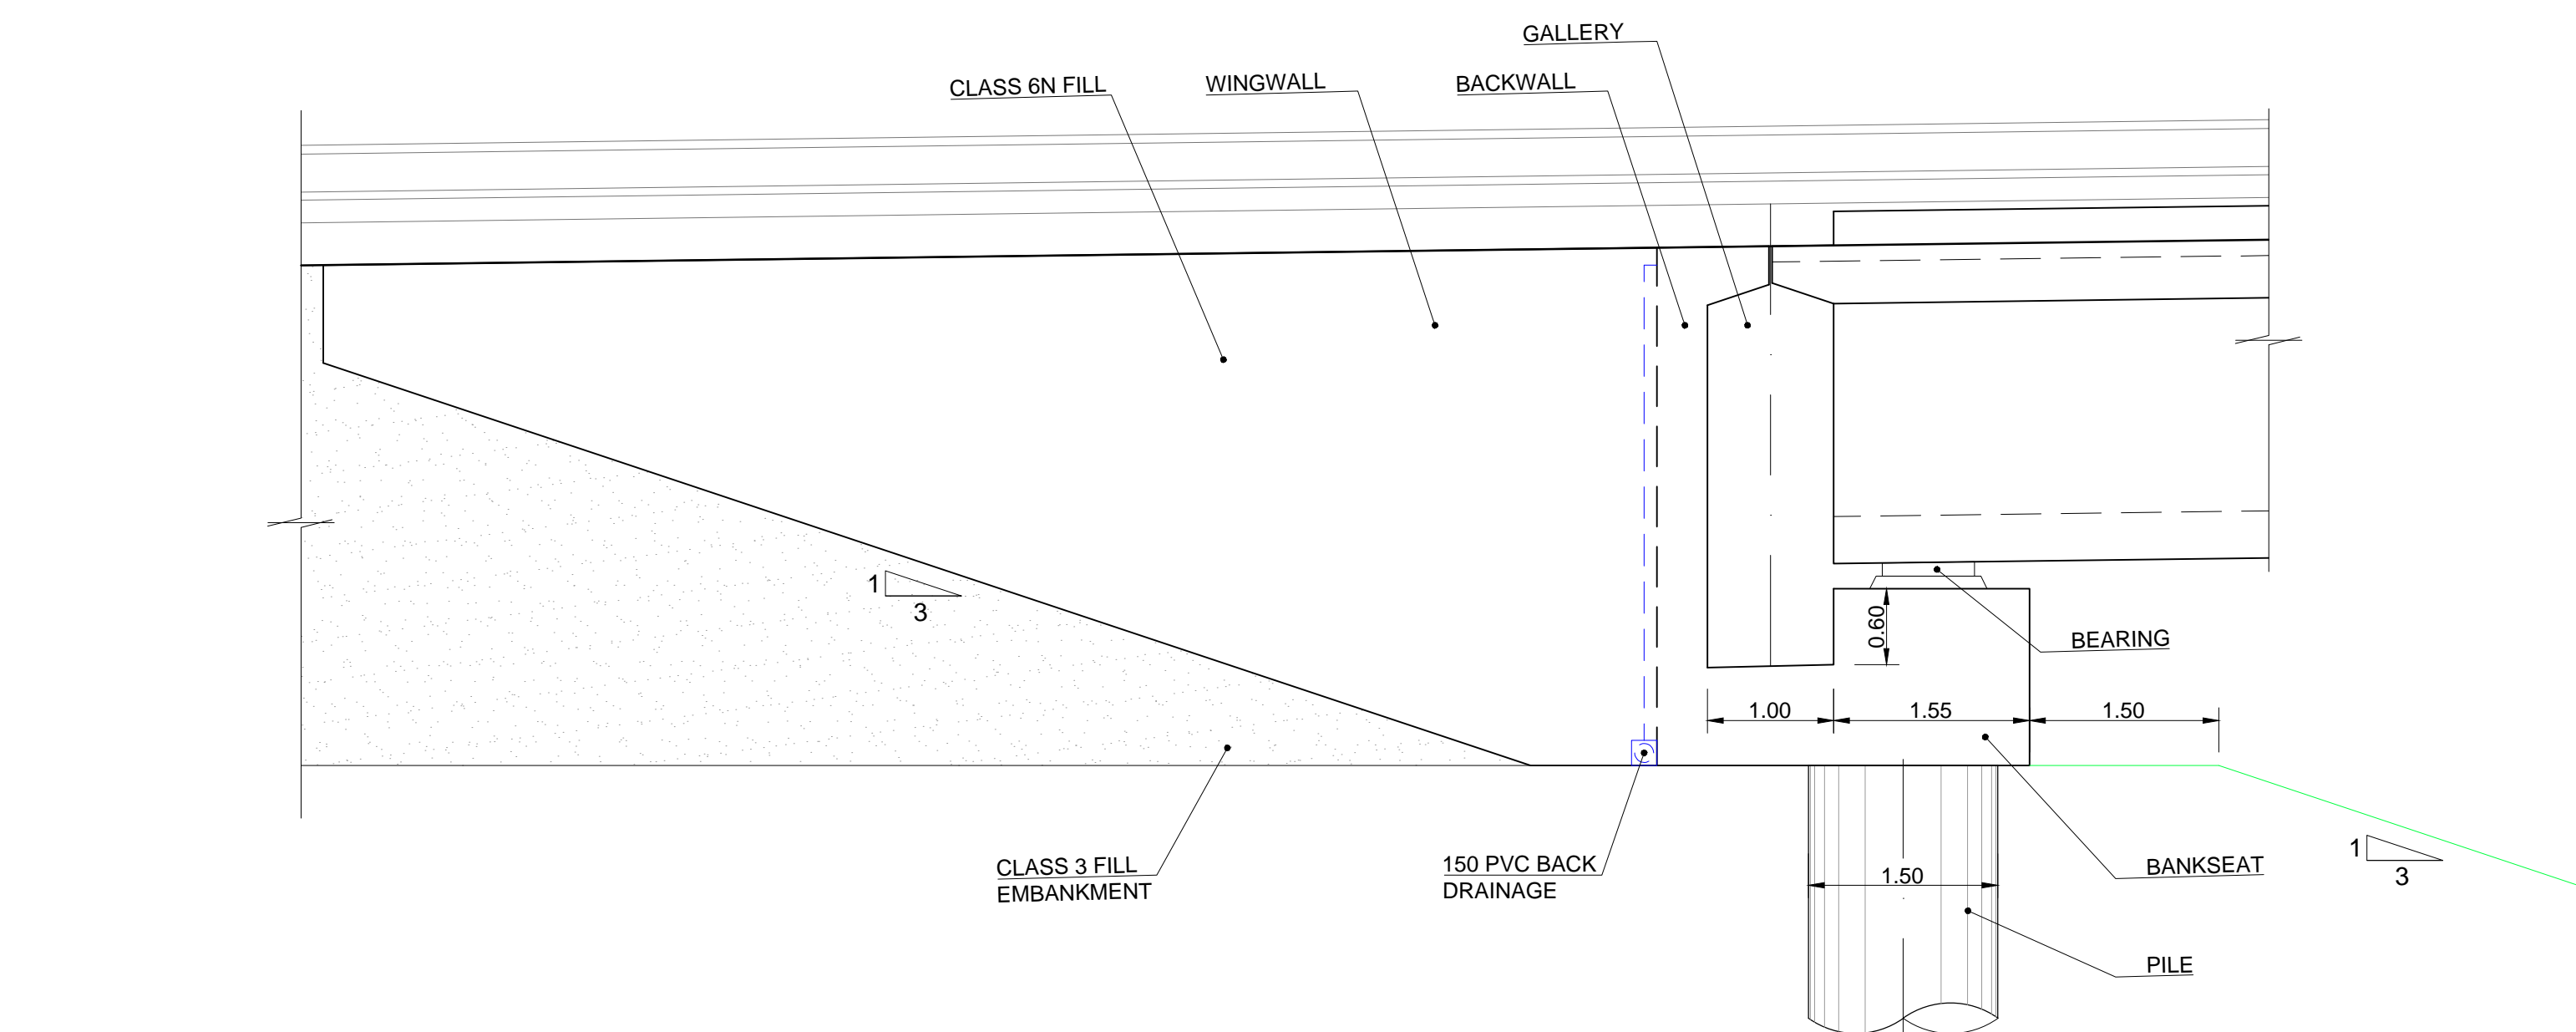 GALLERY
CLASS 6N FILL
WINGWALL
BACKWALL
1
3
0.60
BEARING
1.00
1.55
1.50
CLASS 3 FILL
EMBANKMENT
150 PVC BACK
DRAINAGE
1.50
BANKSEAT
1
3
PILE